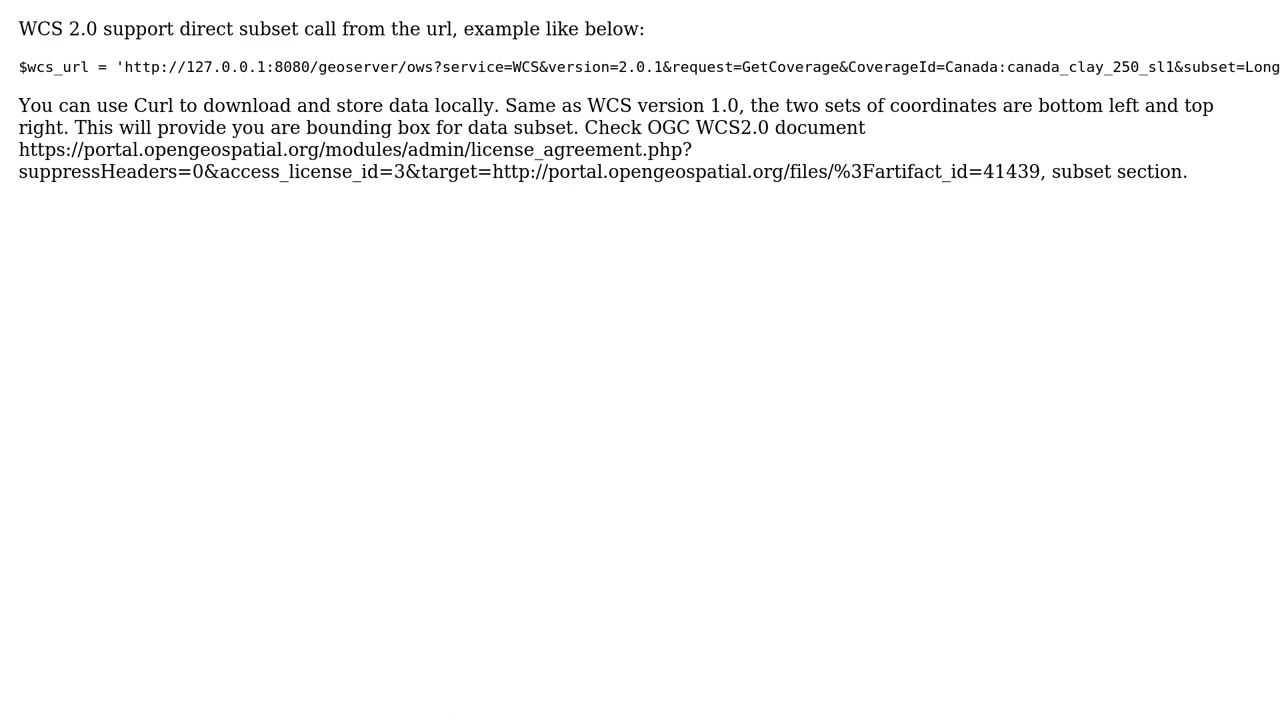 WCS 2.0 support direct subset call from the url, example like below:
$wcs_url = 'http://127.0.0.1:8080/geoserver/ows?service=WCS&version=2.0.1&request=GetCoverage&CoverageId=Canada:canada_clay_250_sl1&subset=Long
You can use Curl to download and store data locally. Same as WCS version 1.0, the two sets of coordinates are bottom left and top
right. This will provide you are bounding box for data subset. Check OGC WCS2.0 document
https://portal.opengeospatial.org/modules/admin/license_agreement.php?
suppressHeaders=0&access_license_id=3&target=http://portal.opengeospatial.org/files/%3Fartifact_id=41439, subset section.